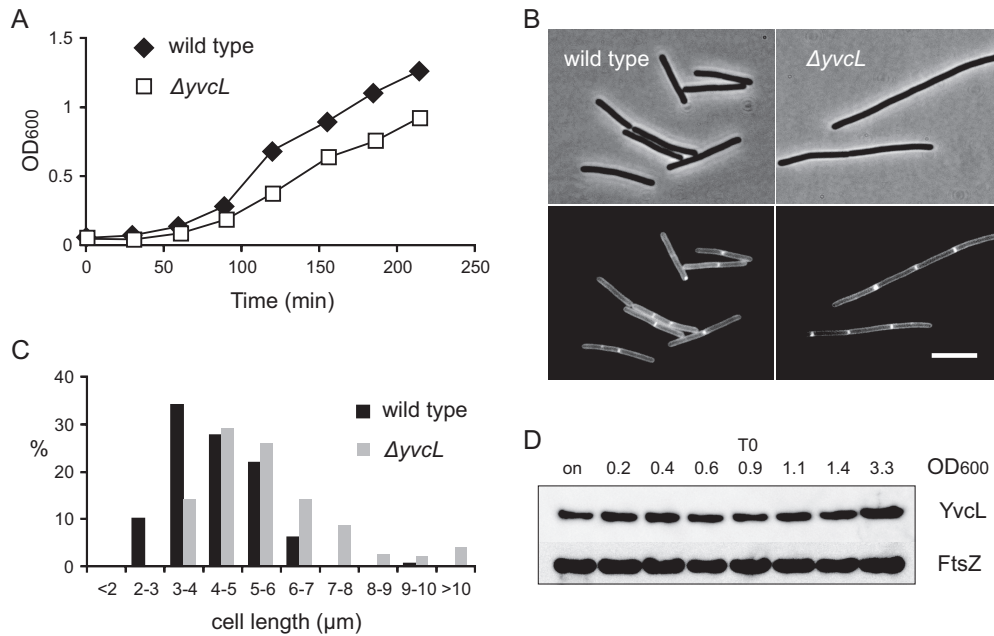 A
1.5
1
0.5
0
OD600
wild type
ΔyvcL
0 50 100 150 200 250
Time (min)
B
wild type
ΔyvcL
C
40
30
20
10
0
%
wild type
ΔyvcL
<2 2-3 3-4 4-5 5-6 6-7 7-8 8-9 9-10 >10
cell length (μm)
D
T0
on 0.2 0.4 0.6 0.9 1.1 1.4 3.3 OD600
YvcL
FtsZ